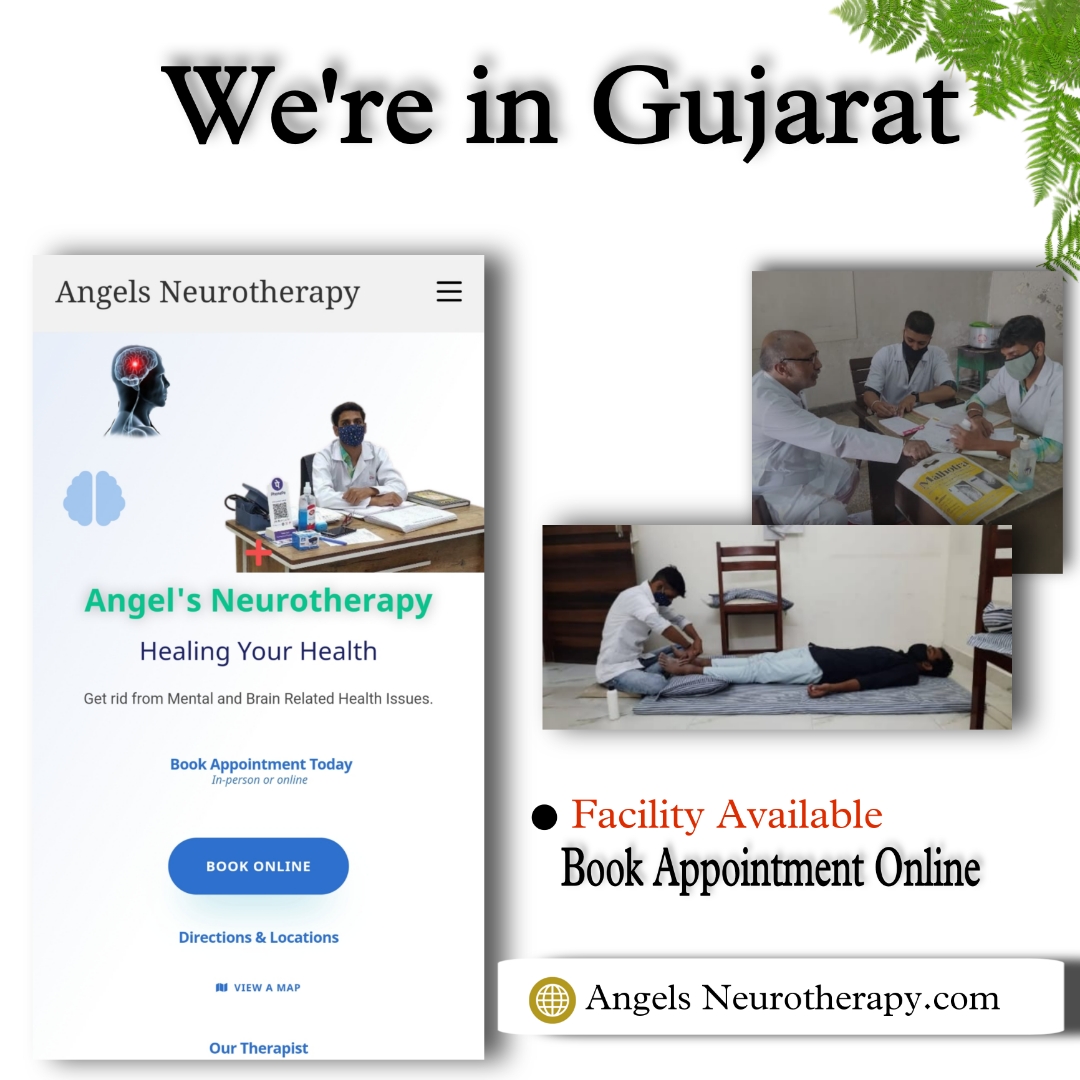 We're in Gujarat
Angels Neurotherapy
PhonePe
Angel's Neurotherapy
Healing Your Health
Get rid from Mental and Brain Related Health Issues.
Book Appointment Today
In-person or online
BOOK ONLINE
Directions & Locations
VIEW A MAP
Our Therapist
Malhotra
● Facility Available
Book Appointment Online
Angels Neurotherapy.com